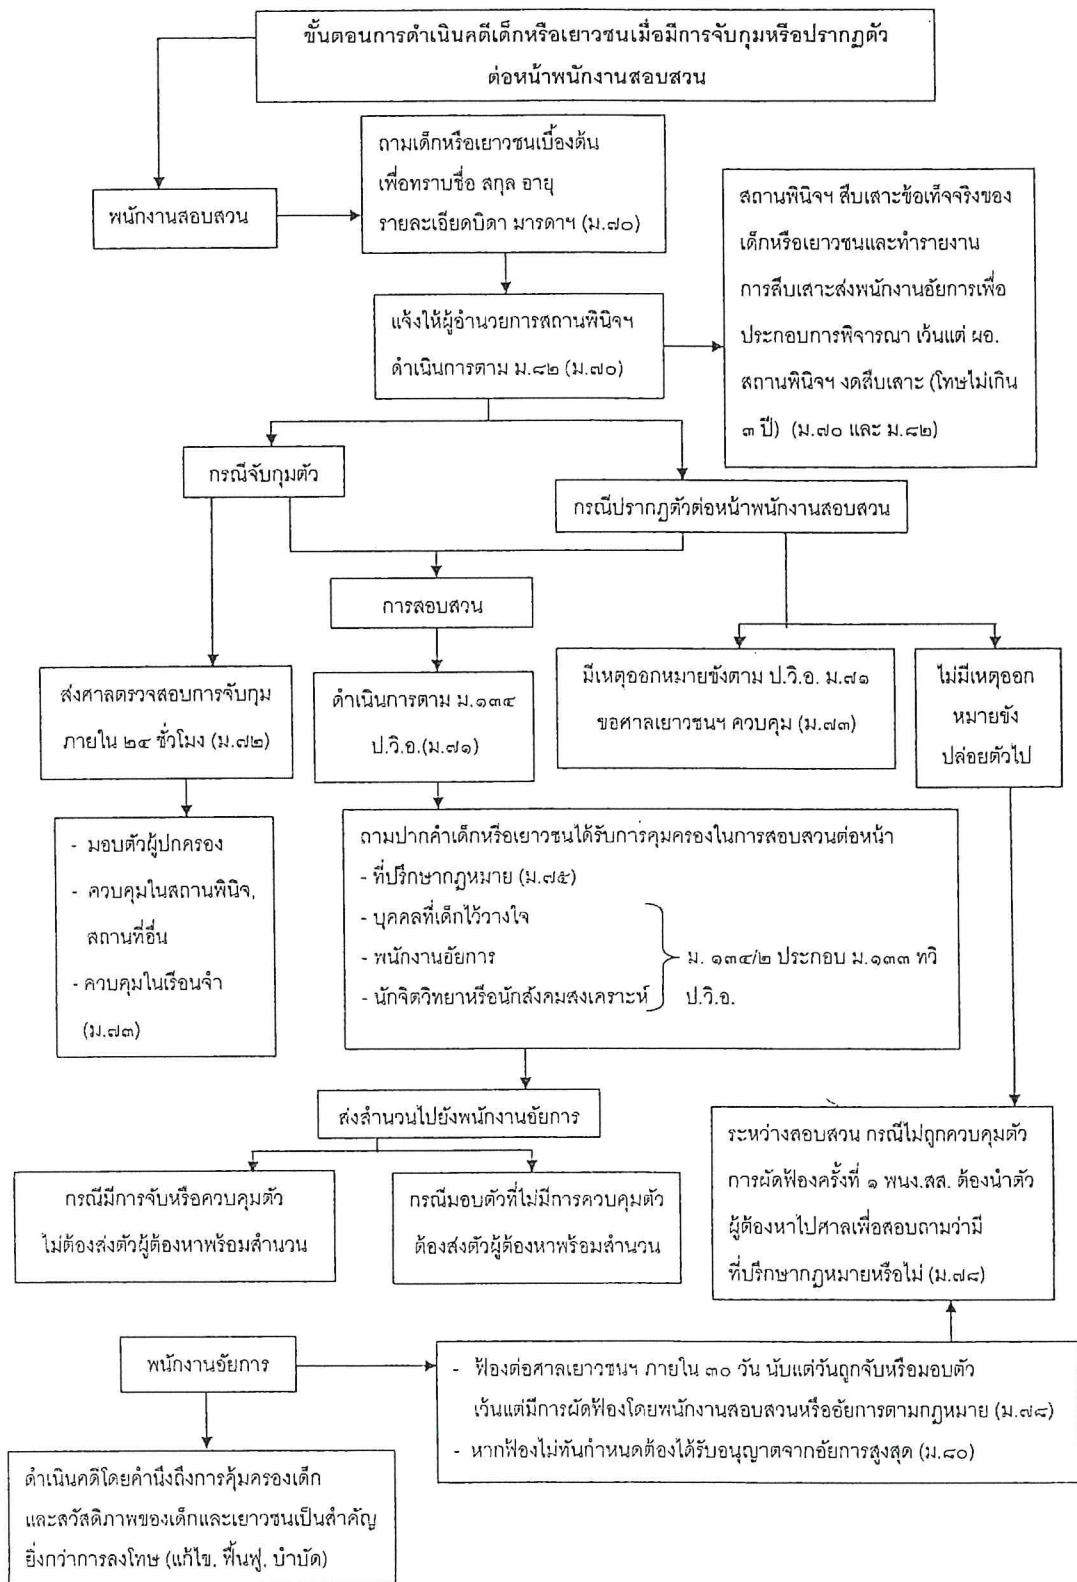 ขั้นตอนการดำเนินคดีเด็กหรือเยาวชนเมื่อมีการจับกุมหรือปรากฏตัว
ต่อหน้าพนักงานสอบสวน
พนักงานสอบสวน
ถามเด็กหรือเยาวชนเบื้องต้น
เพื่อทราบชื่อ สกุล อายุ
รายละเอียดบิดา มารดาฯ (ม.๗๐)
สถานพินิจฯ สืบเสาะข้อเท็จจริงของ
เด็กหรือเยาวชนและทำรายงาน
การสืบเสาะส่งพนักงานอัยการเพื่อ
ประกอบการพิจารณา เว้นแต่ ผอ.
สถานพินิจฯ งดสืบเสาะ (โทษไม่เกิน
๓ ปี) (ม.๗๐ และ ม.๘๒)
แจ้งให้ผู้อำนวยการสถานพินิจฯ
ดำเนินการตาม ม.๘๒ (ม.๗๐)
กรณีจับกุมตัว
กรณีปรากฏตัวต่อหน้าพนักงานสอบสวน
การสอบสวน
ส่งศาลตรวจสอบการจับกุม
ภายใน ๒๔ ชั่วโมง (ม.๗๒)
ดำเนินการตาม ม.๑๓๔
ป.วิ.อ.(ม.๗๑)
มีเหตุออกหมายขังตาม ป.วิ.อ. ม.๗๑
ขอศาลเยาวชนฯ ควบคุม (ม.๗๓)
ไม่มีเหตุออก
หมายขัง
ปล่อยตัวไป
- มอบตัวผู้ปกครอง
- ควบคุมในสถานพินิจ,
สถานที่อื่น
- ควบคุมในเรือนจำ
(ม.๗๓)
ถามปากคำเด็กหรือเยาวชนได้รับการคุมครองในการสอบสวนต่อหน้า
- ที่ปรึกษากฎหมาย (ม.๗๕)
- บุคคลที่เด็กไว้วางใจ
- พนักงานอัยการ
- นักจิตวิทยาหรือนักสังคมสงเคราะห์
ม. ๑๓๔/๒ ประกอบ ม.๑๓๓ ทวิ
ป.วิ.อ.
ส่งสำนวนไปยังพนักงานอัยการ
กรณีมีการจับหรือควบคุมตัว
ไม่ต้องส่งตัวผู้ต้องหาพร้อมสำนวน
กรณีมอบตัวที่ไม่มีการควบคุมตัว
ต้องส่งตัวผู้ต้องหาพร้อมสำนวน
ระหว่างสอบสวน กรณีไม่ถูกควบคุมตัว
การผัดฟ้องครั้งที่ ๑ พนง.สส. ต้องนำตัว
ผู้ต้องหาไปศาลเพื่อสอบถามว่ามี
ที่ปรึกษากฎหมายหรือไม่ (ม.๗๘)
พนักงานอัยการ
- ฟ้องต่อศาลเยาวชนฯ ภายใน ๓๐ วัน นับแต่วันถูกจับหรือมอบตัว
เว้นแต่มีการผัดฟ้องโดยพนักงานสอบสวนหรืออัยการตามกฎหมาย (ม.๗๘)
- หากฟ้องไม่ทันกำหนดต้องได้รับอนุญาตจากอัยการสูงสุด (ม.๘๐)
ดำเนินคดีโดยคำนึงถึงการคุ้มครองเด็ก
และสวัสดิภาพของเด็กและเยาวชนเป็นสำคัญ
ยิ่งกว่าการลงโทษ (แก้ไข, ฟื้นฟู, บำบัด)